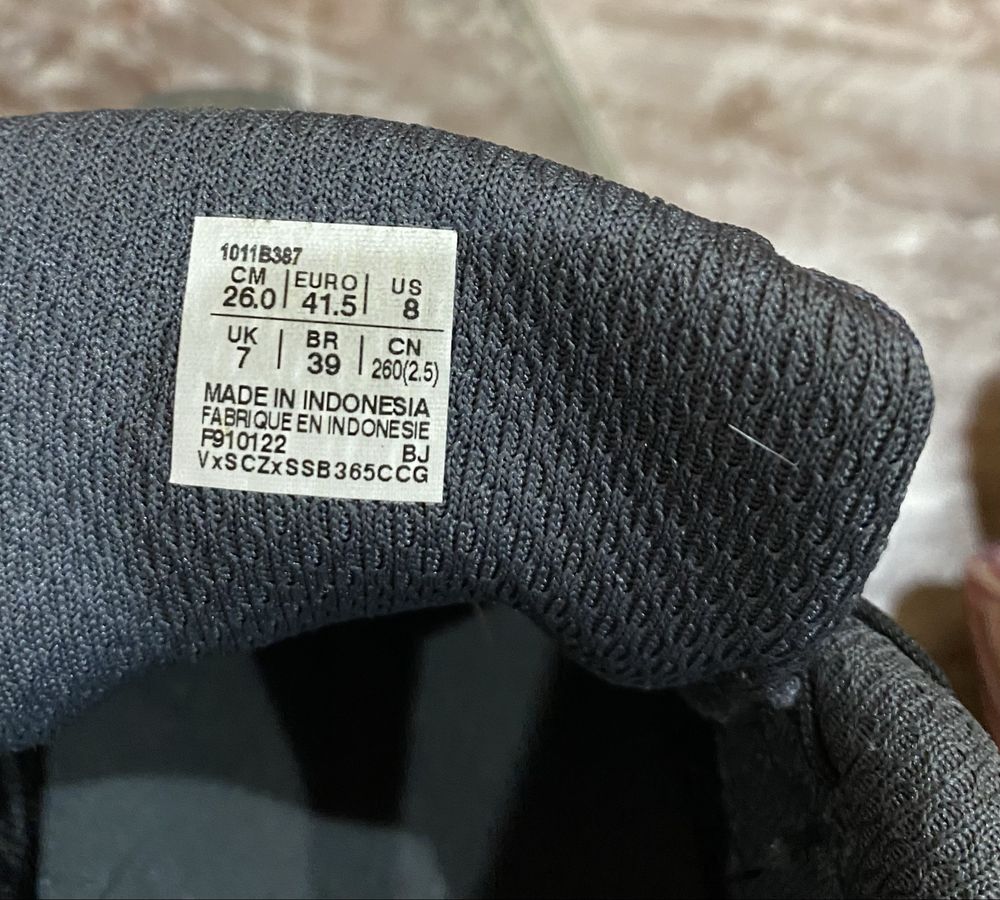 1011B387
CM | EURO | US
26.0 | 41.5 | 8
UK | BR | CN
7 | 39 | 260(2.5)
MADE IN INDONESIA
FABRIQUE EN INDONESIE
F910122 BJ
VxSCZxSSB365CCG